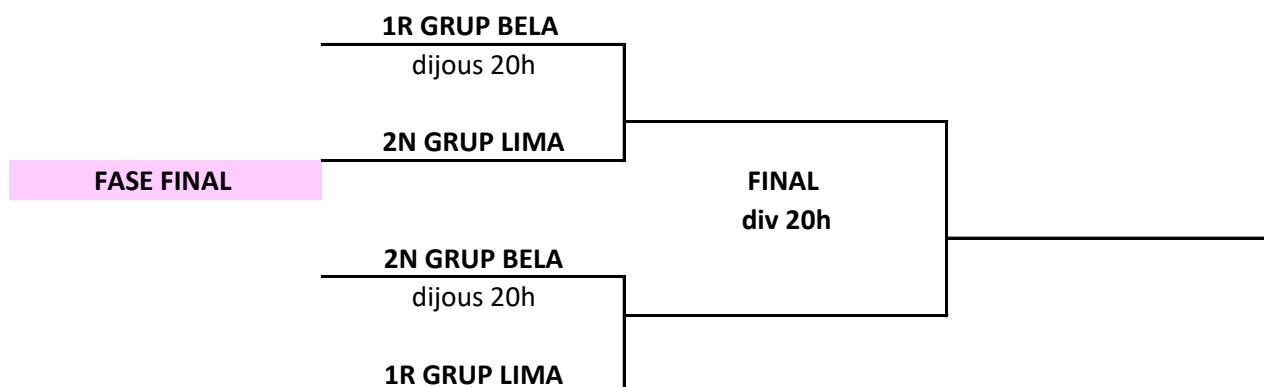 1R GRUP BELA
dijous 20h
2N GRUP LIMA
FASE FINAL
FINAL
div 20h
2N GRUP BELA
dijous 20h
1R GRUP LIMA